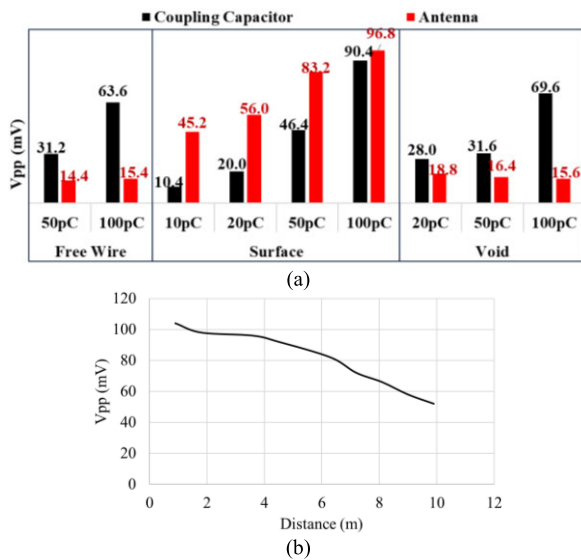 Coupling Capacitor Antenna
Vpp (mV)
31.2 14.4 63.6 15.4 10.4 45.2 20.0 56.0 46.4 83.2 90.4 96.8 28.0 18.8 31.6 16.4 69.6 15.6
50pC 100pC 10pC 20pC 50pC 100pC 20pC 50pC 100pC
Free Wire Surface Void
(a)
120
100
80
60
40
20
0
Vpp (mV)
0 2 4 6 8 10 12
Distance (m)
(b)